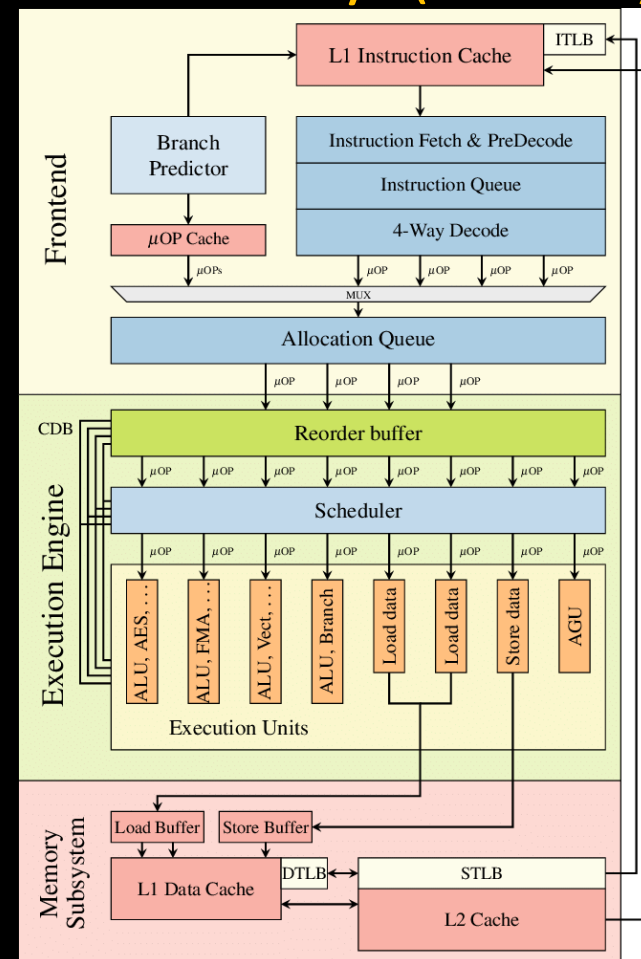 L1 Instruction Cache
ITLB
Frontend
Branch
Predictor
Instruction Fetch & PreDecode
Instruction Queue
4-Way Decode
μOP Cache
μOPs
μOP
μOP
μOP
μOP
MUX
Allocation Queue
μOP
μOP
μOP
μOP
CDB
Reorder buffer
Execution Engine
μOP
μOP
μOP
μOP
μOP
μOP
μOP
μOP
Scheduler
μOP
μOP
μOP
μOP
μOP
μOP
μOP
μOP
ALU, AES, …
ALU, FMA, …
ALU, Vect, …
ALU, Branch
Load data
Load data
Store data
AGU
Execution Units
Memory
Subsystem
Load Buffer
Store Buffer
L1 Data Cache
DTLB
STLB
L2 Cache